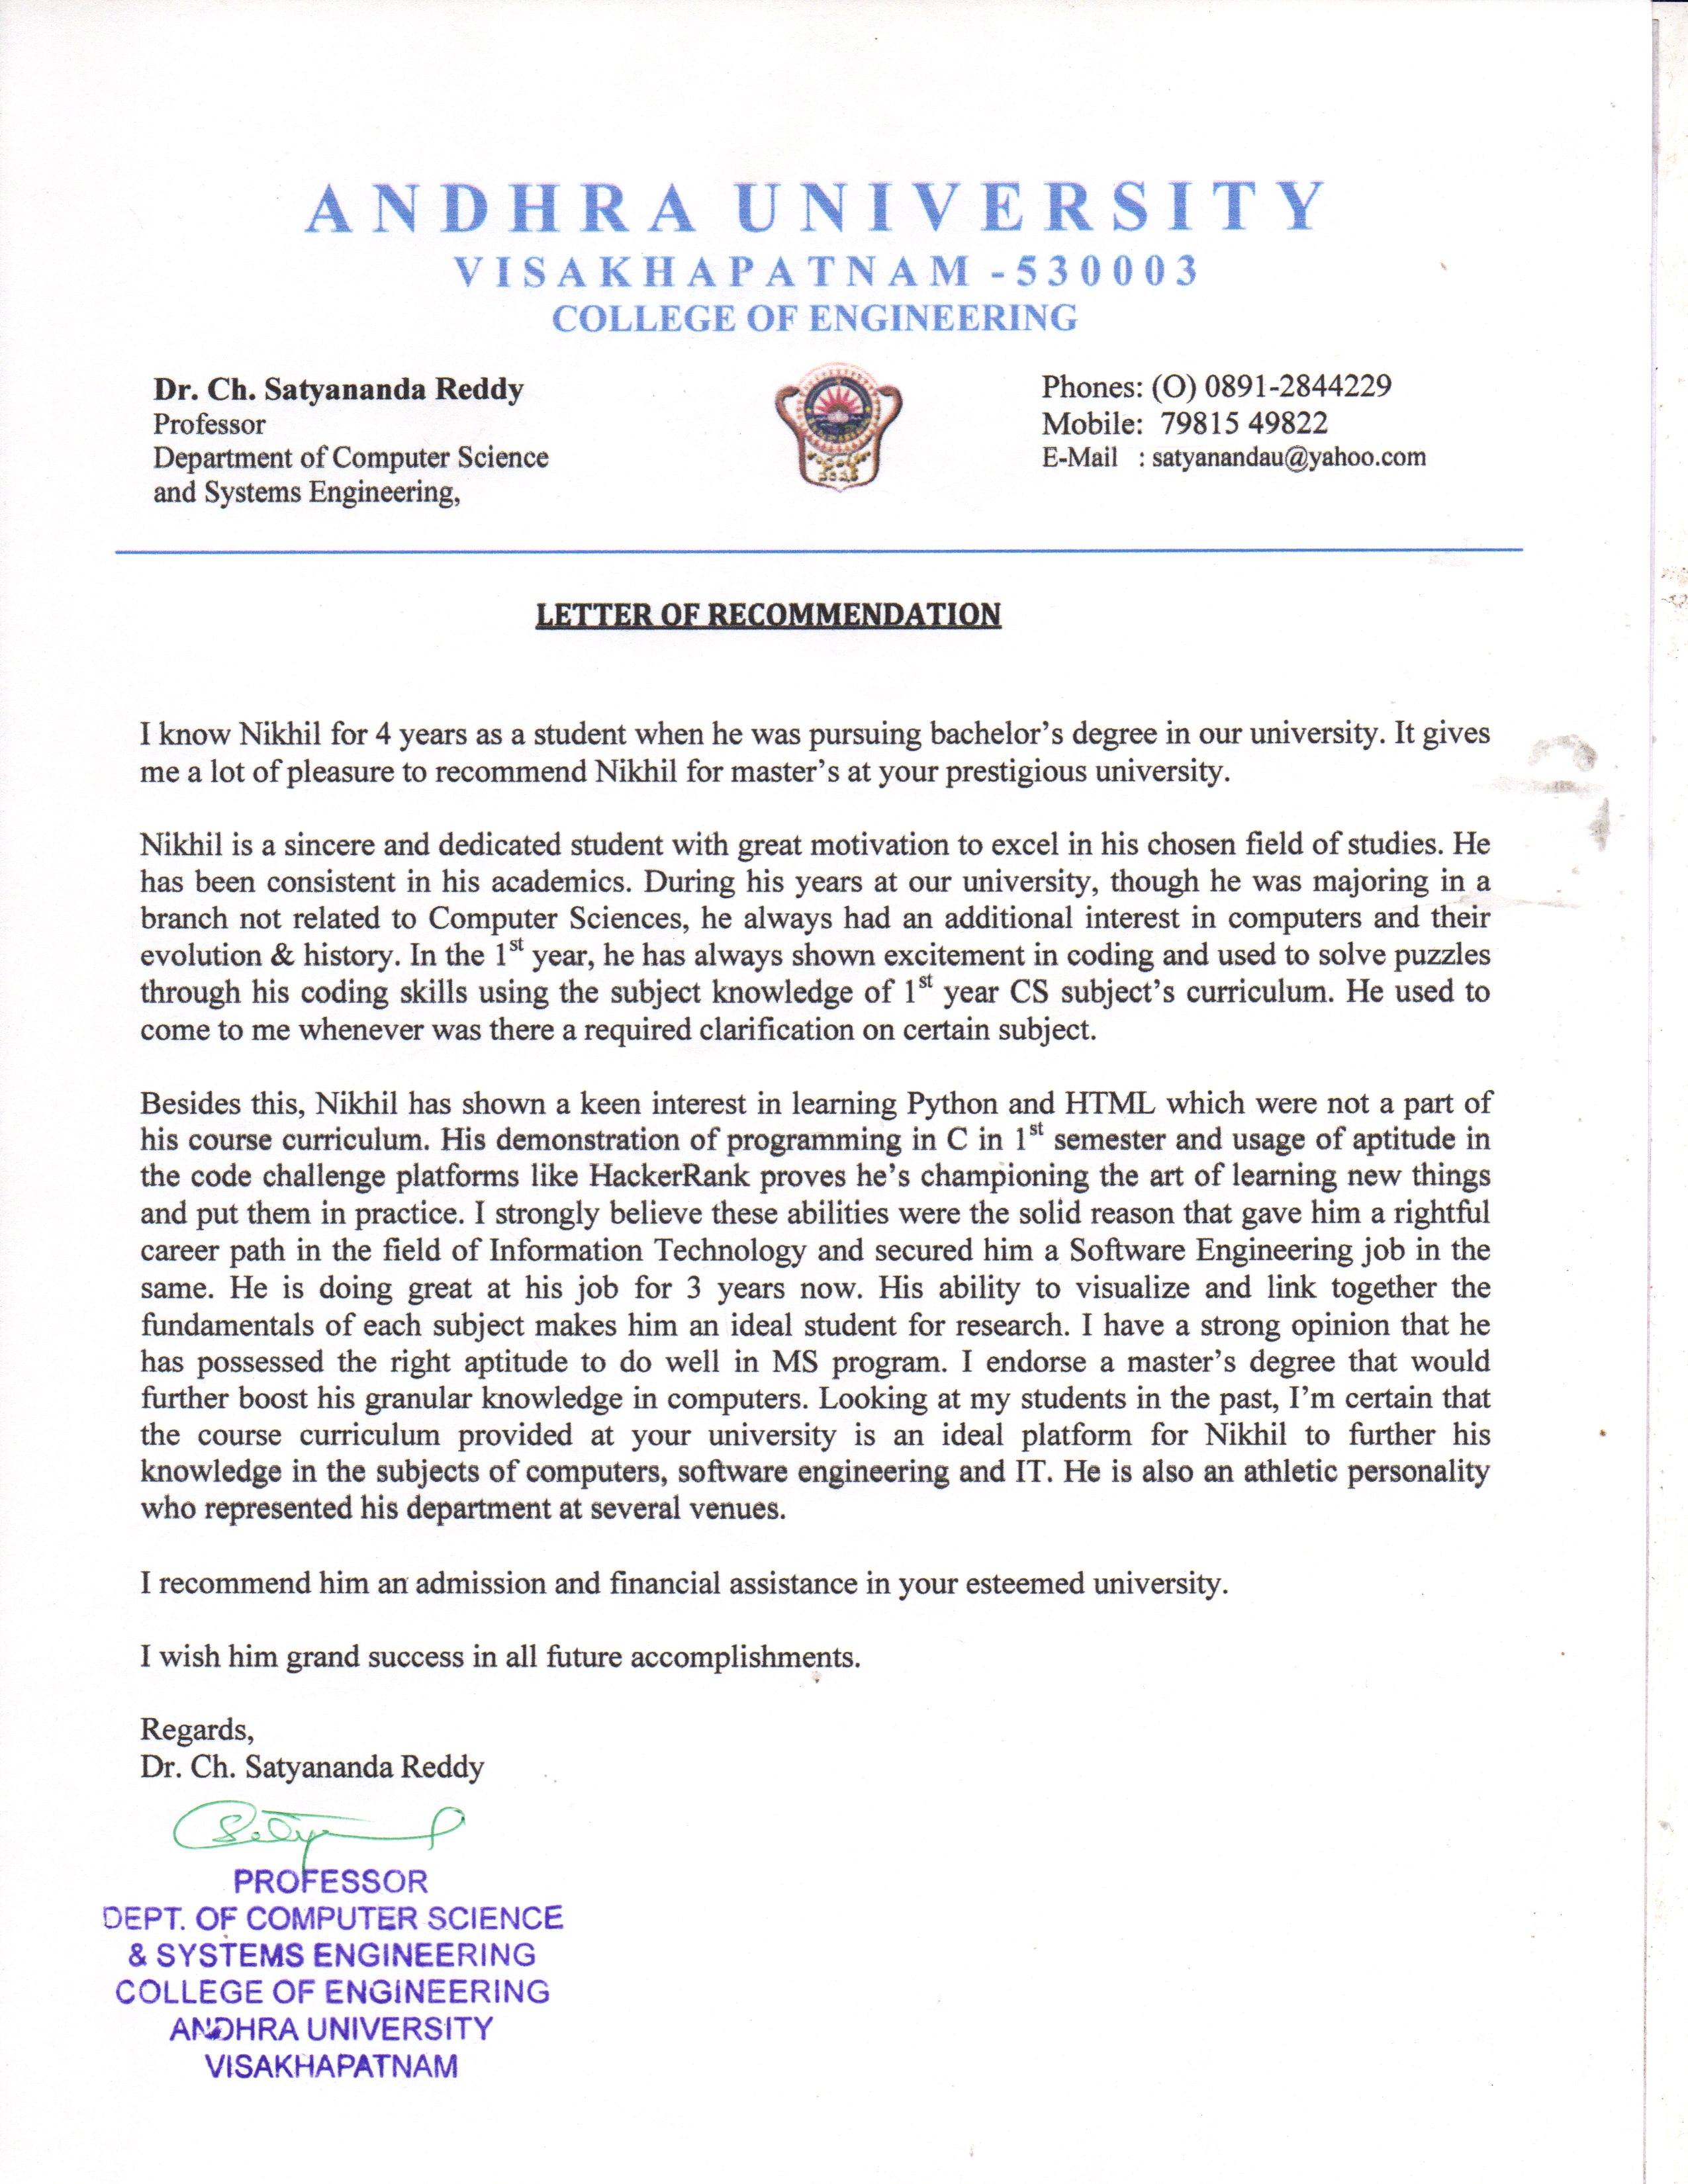 ANDHRA UNIVERSITY
VISAKHAPATNAM - 530003
COLLEGE OF ENGINEERING
Dr. Ch. Satyananda Reddy
Professor
Department of Computer Science
and Systems Engineering,
Phones: (O) 0891-2844229
Mobile: 79815 49822
E-Mail : satyanandau@yahoo.com
LETTER OF RECOMMENDATION
I know Nikhil for 4 years as a student when he was pursuing bachelor's degree in our university. It gives
me a lot of pleasure to recommend Nikhil for master's at your prestigious university.
Nikhil is a sincere and dedicated student with great motivation to excel in his chosen field of studies. He
has been consistent in his academics. During his years at our university, though he was majoring in a
branch not related to Computer Sciences, he always had an additional interest in computers and their
evolution & history. In the 1st year, he has always shown excitement in coding and used to solve puzzles
through his coding skills using the subject knowledge of 1st year CS subject's curriculum. He used to
come to me whenever was there a required clarification on certain subject.
Besides this, Nikhil has shown a keen interest in learning Python and HTML which were not a part of
his course curriculum. His demonstration of programming in C in 1st semester and usage of aptitude in
the code challenge platforms like HackerRank proves he's championing the art of learning new things
and put them in practice. I strongly believe these abilities were the solid reason that gave him a rightful
career path in the field of Information Technology and secured him a Software Engineering job in the
same. He is doing great at his job for 3 years now. His ability to visualize and link together the
fundamentals of each subject makes him an ideal student for research. I have a strong opinion that he
has possessed the right aptitude to do well in MS program. I endorse a master's degree that would
further boost his granular knowledge in computers. Looking at my students in the past, I'm certain that
the course curriculum provided at your university is an ideal platform for Nikhil to further his
knowledge in the subjects of computers, software engineering and IT. He is also an athletic personality
who represented his department at several venues.
I recommend him an admission and financial assistance in your esteemed university.
I wish him grand success in all future accomplishments.
Regards,
Dr. Ch. Satyananda Reddy
PROFESSOR
DEPT. OF COMPUTER SCIENCE
& SYSTEMS ENGINEERING
COLLEGE OF ENGINEERING
ANDHRA UNIVERSITY
VISAKHAPATNAM